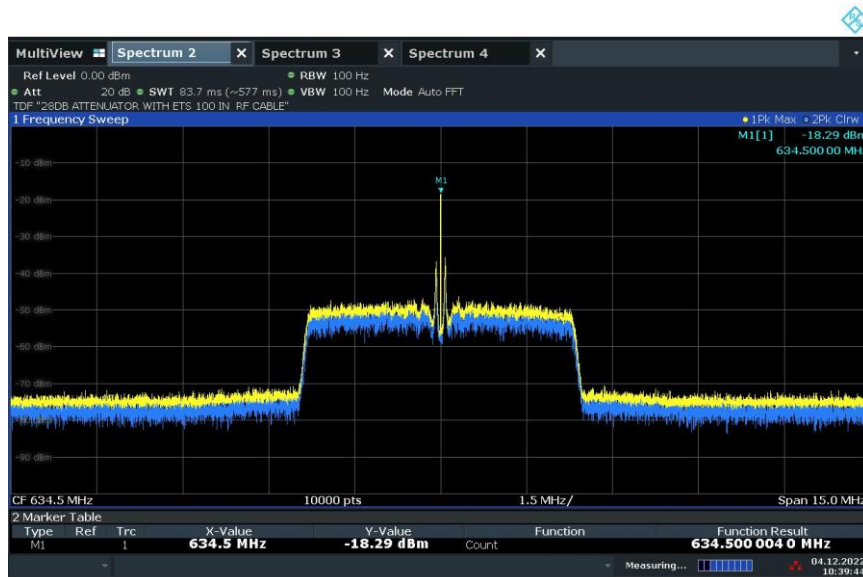 MultiView Spectrum 2 X Spectrum 3 X Spectrum 4 X
Ref Level 0.00 dBm RBW 100 Hz
Att 20 dB SWT 83.7 ms (~577 ms) VBW 100 Hz Mode Auto FFT
TDF "28DB ATTENUATOR WITH ETS 100 IN RF CABLE"
1 Frequency Sweep 1Pk Max 2Pk Clrw
M1[1] -18.29 dBm
634.500 00 MHz
-10 dBm
M1
-20 dBm
-30 dBm
-40 dBm
-50 dBm
-60 dBm
-70 dBm
-90 dBm
CF 634.5 MHz 10000 pts 1.5 MHz/ Span 15.0 MHz
2 Marker Table
Type Ref Trc X-Value Y-Value Function Function Result
M1 1 634.5 MHz -18.29 dBm Count 634.500 004 0 MHz
Measuring... 04.12.2022
10:39:44